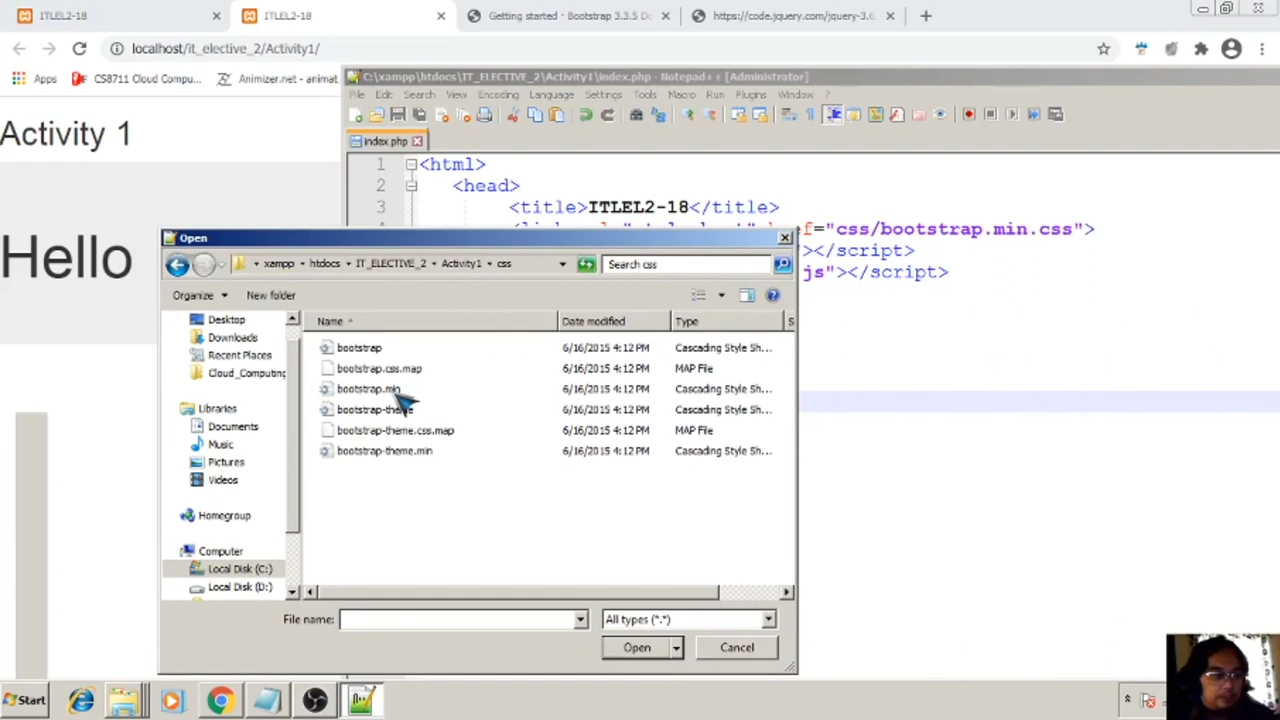 ITLEL2-18
ITLEL2-18
Getting started · Bootstrap 3.3.5 Do
https://code.jquery.com/jquery-3.6.
localhost/it_elective_2/Activity1/
Apps
CS8711 Cloud Compu...
Animizer.net - animat
C:\xampp\htdocs\IT_ELECTIVE_2\Activity1\index.php - Notepad++ [Administrator]
File Edit Search View Encoding Settings Tools Macro Run Plugins Window ?
index.php
Activity 1
Hello
1 <html>
2 <head>
3 <title>ITLEL2-18</title>
ef="css/bootstrap.min.css">
></script>
js"></script>
Open
xampp htdocs IT_ELECTIVE_2 Activity1 css
Search css
Organize New folder
Name Date modified Type S
bootstrap 6/16/2015 4:12 PM Cascading Style Sh...
bootstrap.css.map 6/16/2015 4:12 PM MAP File
bootstrap.min 6/16/2015 4:12 PM Cascading Style Sh...
bootstrap-theme 6/16/2015 4:12 PM Cascading Style Sh...
bootstrap-theme.css.map 6/16/2015 4:12 PM MAP File
bootstrap-theme.min 6/16/2015 4:12 PM Cascading Style Sh...
Desktop
Downloads
Recent Places
Cloud_Computing
Libraries
Documents
Music
Pictures
Videos
Homegroup
Computer
Local Disk (C:)
Local Disk (D:)
File name:
All types (*.*)
Open
Cancel
Start